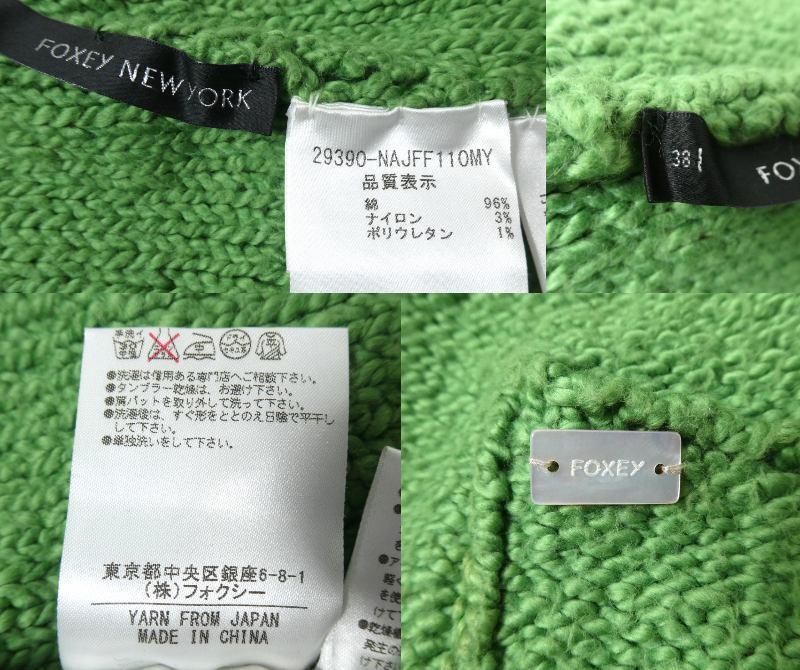 FOXEY NEW YORK
29390-NAJFF110MY
品質表示
綿 96%
ナイロン 3%
ポリウレタン 1%
38
FO
手洗イ
●洗濯は信用ある専門店へご相談下さい。
●タンブラー乾燥は、お避け下さい。
●肩パットを取り外して洗って下さい。
●洗濯後は、すぐ形をととのえ日陰で平干し
して下さい。
●単独洗いをして下さい。
東京都中央区銀座6-8-1
(株)フォクシー
YARN FROM JAPAN
MADE IN CHINA
FOXEY